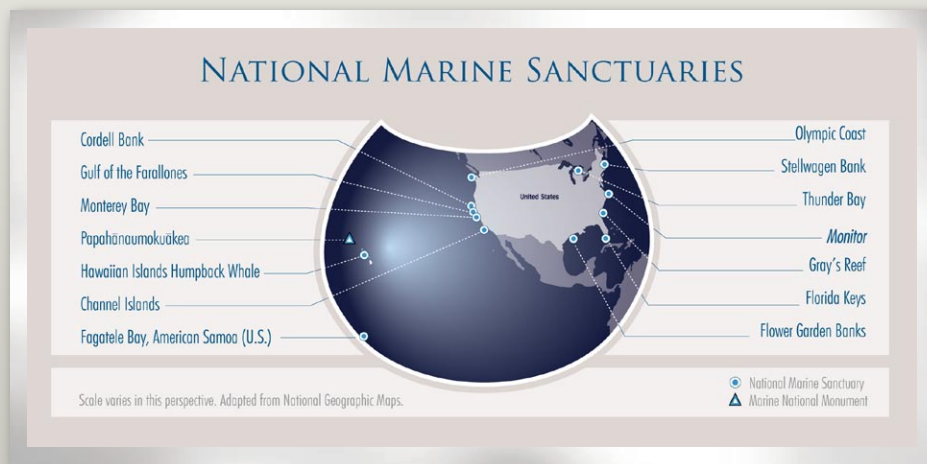 NATIONAL MARINE SANCTUARIES
Cordell Bank
Gulf of the Farallones
Monterey Bay
Papahānaumokuākea
Hawaiian Islands Humpback Whale
Channel Islands
Fagatele Bay, American Samoa (U.S.)
United States
Olympic Coast
Stellwagen Bank
Thunder Bay
Monitor
Gray's Reef
Florida Keys
Flower Garden Banks
Scale varies in this perspective. Adapted from National Geographic Maps.
National Marine Sanctuary
Marine National Monument